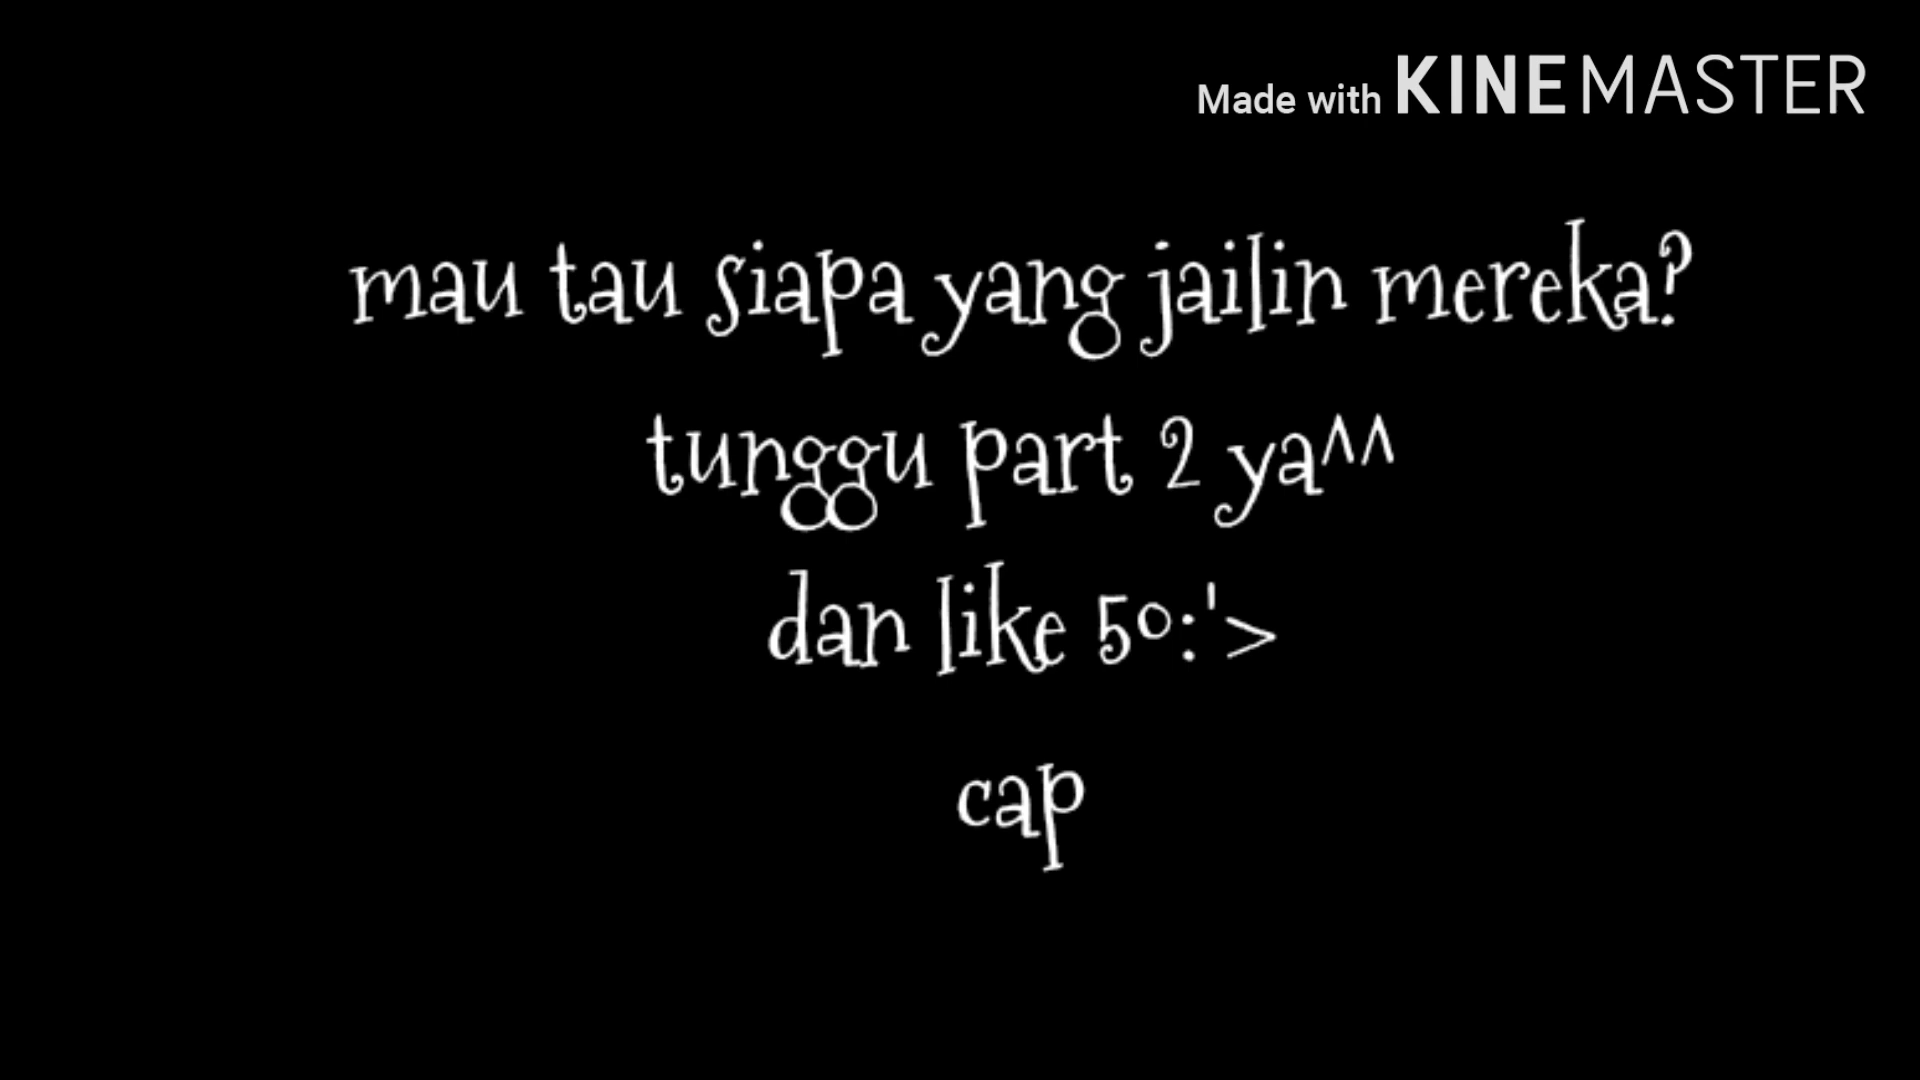 Made with KINEMASTER
mau tau siapa yang jailin mereka?
tunggu part 2 ya^^
dan like 50:'>
cap